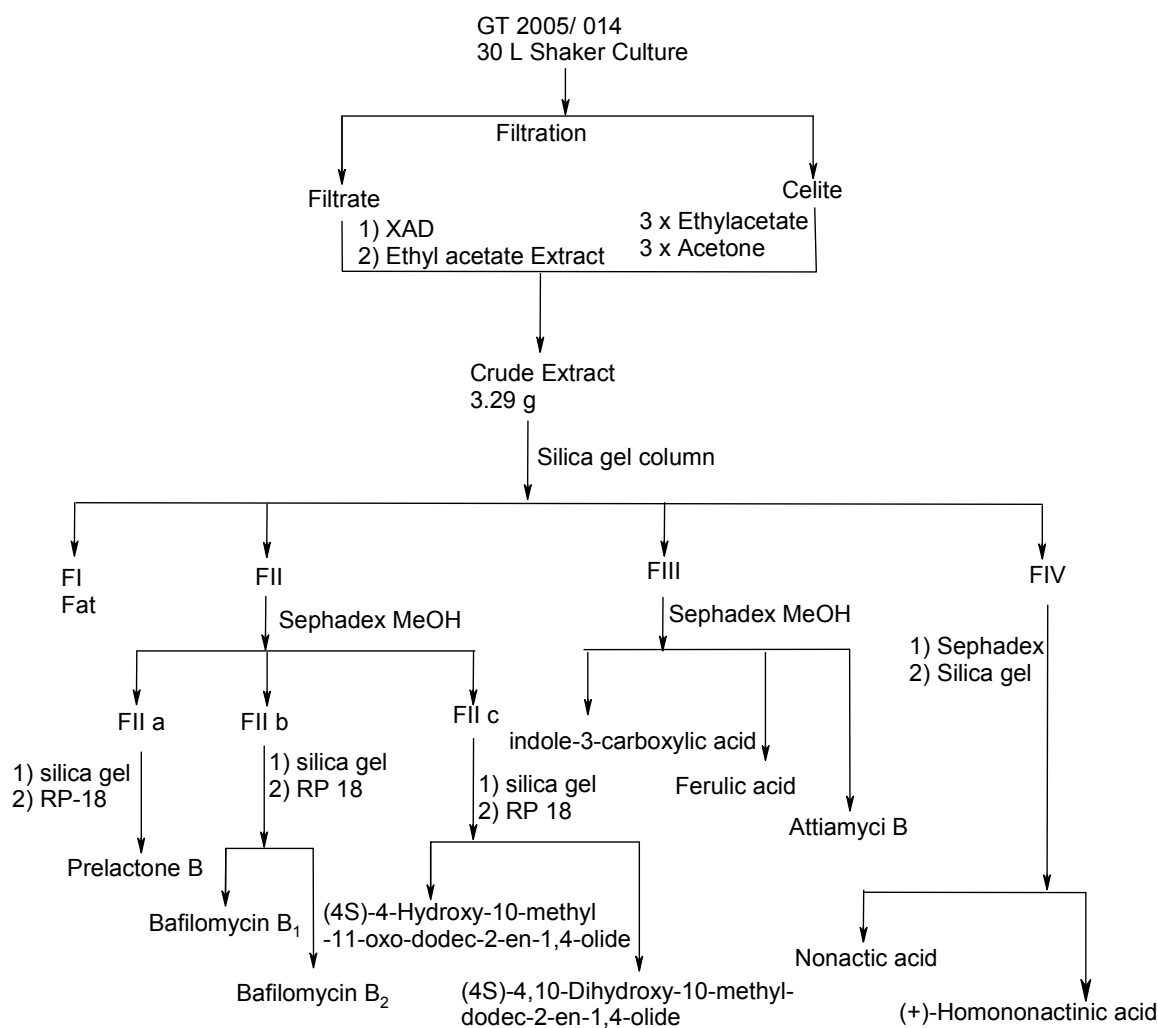 GT 2005/ 014
30 L Shaker Culture
Filtration
Filtrate
Celite
1) XAD
2) Ethyl acetate Extract
3 x Ethylacetate
3 x Acetone
Crude Extract
3.29 g
Silica gel column
FI
Fat
FII
FIII
FIV
Sephadex MeOH
Sephadex MeOH
1) Sephadex
2) Silica gel
FII a
FII b
FII c
1) silica gel
2) RP-18
1) silica gel
2) RP 18
1) silica gel
2) RP 18
indole-3-carboxylic acid
Ferulic acid
Attiamyci B
Prelactone B
Bafilomycin B1
Bafilomycin B2
(4S)-4-Hydroxy-10-methyl
-11-oxo-dodec-2-en-1,4-olide
(4S)-4,10-Dihydroxy-10-methyl-
dodec-2-en-1,4-olide
Nonactic acid
(+)-Homononactinic acid